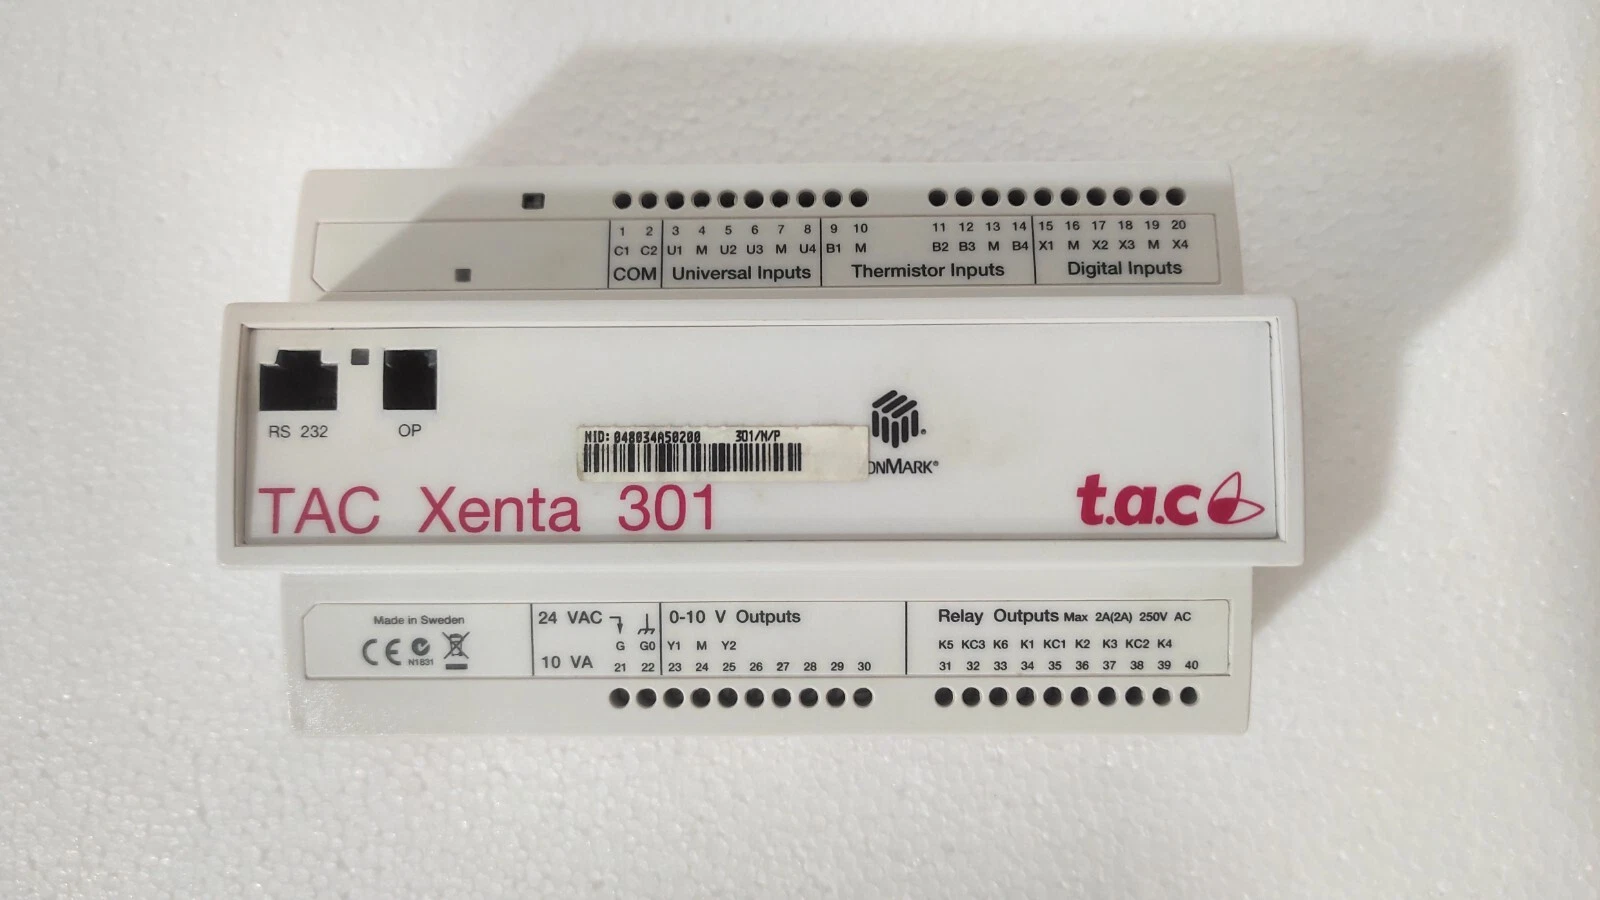 1 2 3 4 5 6 7 8 9 10 11 12 13 14 15 16 17 18 19 20
C1 C2 U1 M U2 U3 M U4 B1 M B2 B3 M B4 X1 M X2 X3 M X4
COM Universal Inputs Thermistor Inputs Digital Inputs
RS 232 OP
NID: 048034A50200 301/N/P
ONMARK®
TAC Xenta 301
t.a.c
Made in Sweden
CE N1831
24 VAC
10 VA
G G0
21 22
0-10 V Outputs
Y1 M Y2
23 24 25 26 27 28 29 30
Relay Outputs Max 2A(2A) 250V AC
K5 KC3 K6 K1 KC1 K2 K3 KC2 K4
31 32 33 34 35 36 37 38 39 40